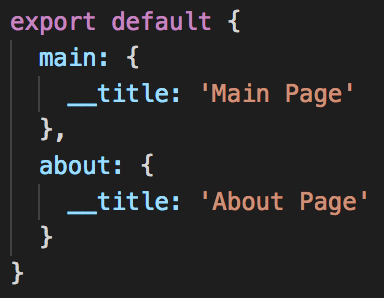 export default {
  main: {
    __title: 'Main Page'
  },
  about: {
    __title: 'About Page'
  }
}